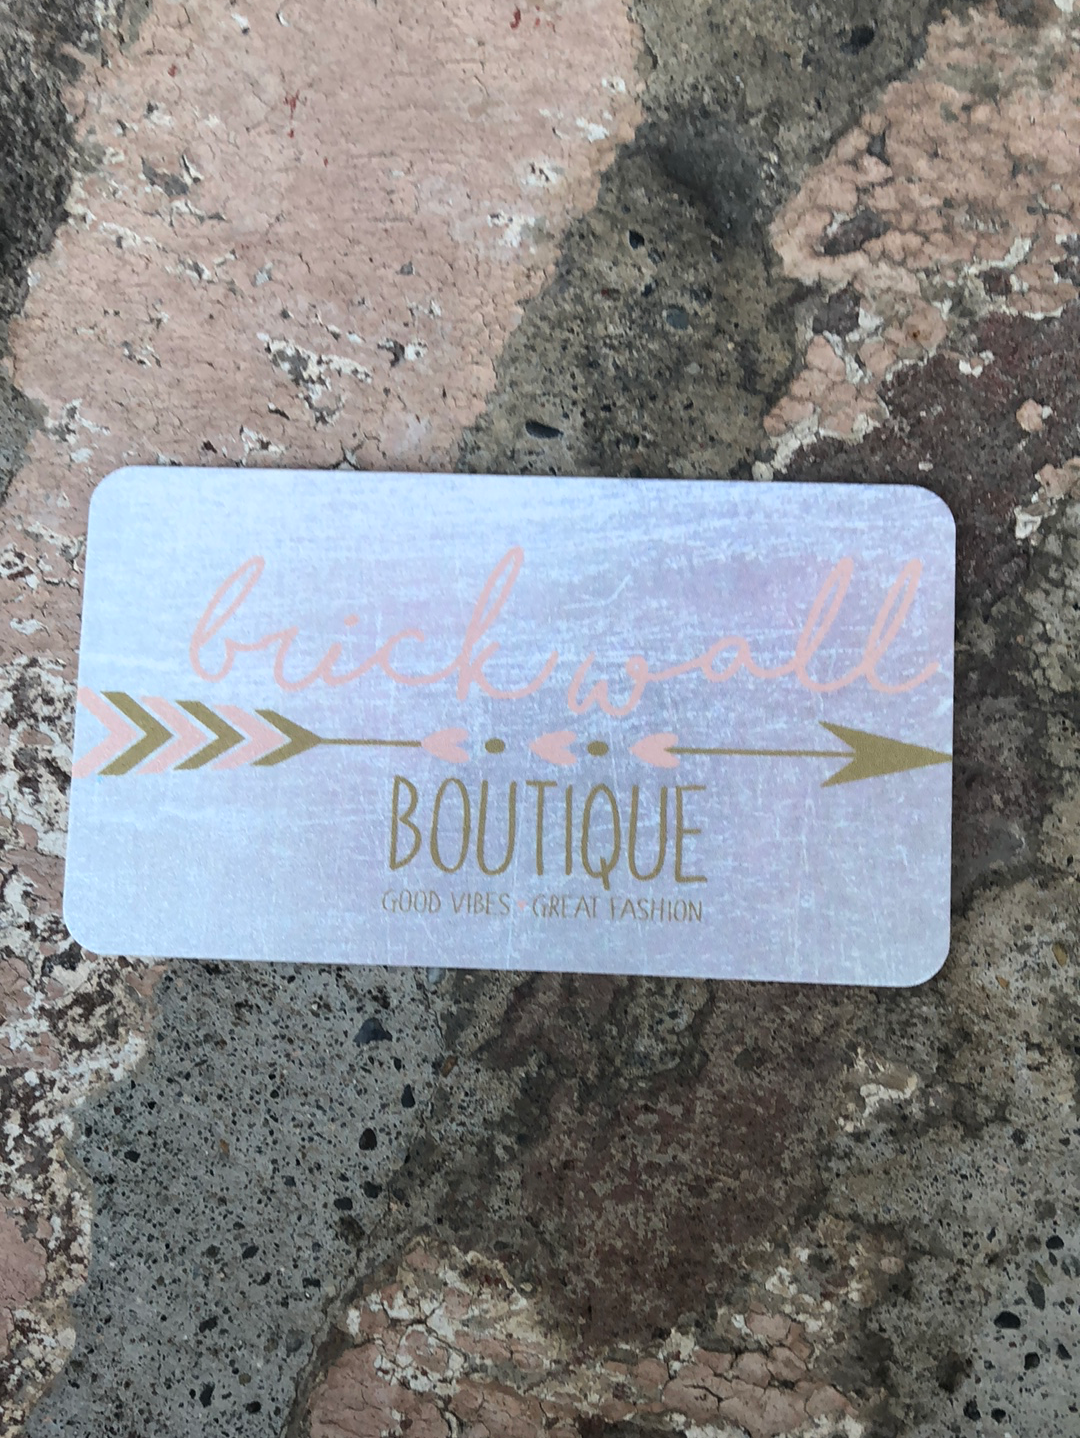 brick wall
BOUTIQUE
GOOD VIBES • GREAT FASHION